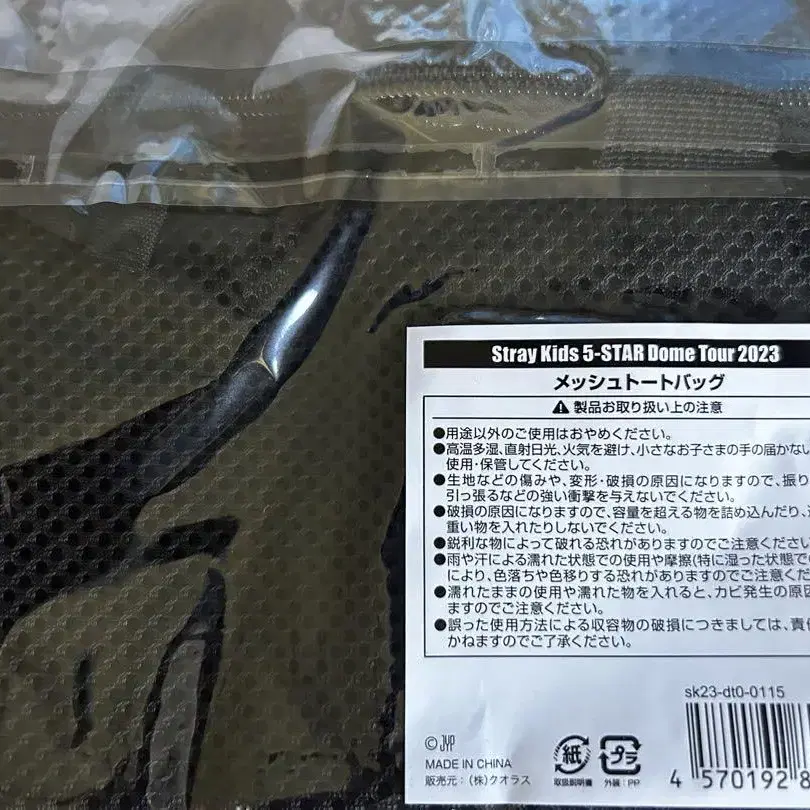 Stray Kids 5-STAR Dome Tour 2023
メッシュトートバッグ
製品お取り扱い上の注意
●用途以外のご使用はおやめください。
●高温多湿、直射日光、火気を避け、小さなお子さまの手の届かない
使用・保管してください。
●生地などの傷みや、変形・破損の原因になりますので、振り
引っ張るなどの強い衝撃を与えないでください。
●破損の原因になりますので、容量を超える物を詰め込んだり、
重い物を入れたりしないでください。
●鋭利な物によって破れる恐れがありますのでご注意ください
●雨や汗による濡れた状態での使用や摩擦(特に湿った状態での
により、色落ちや色移りする恐れがありますのでご注意くだ
●濡れたままの使用や濡れた物を入れると、カビ発生の原因
ますのでご注意ください。
●誤った使用方法による収容物の破損につきましては、責任
かねますのでご了承ください。
sk23-dt0-0115
© JYP
MADE IN CHINA
販売元:(株)クオラス
紙
取扱説明書
プラ
外装:PP
4 570192 8